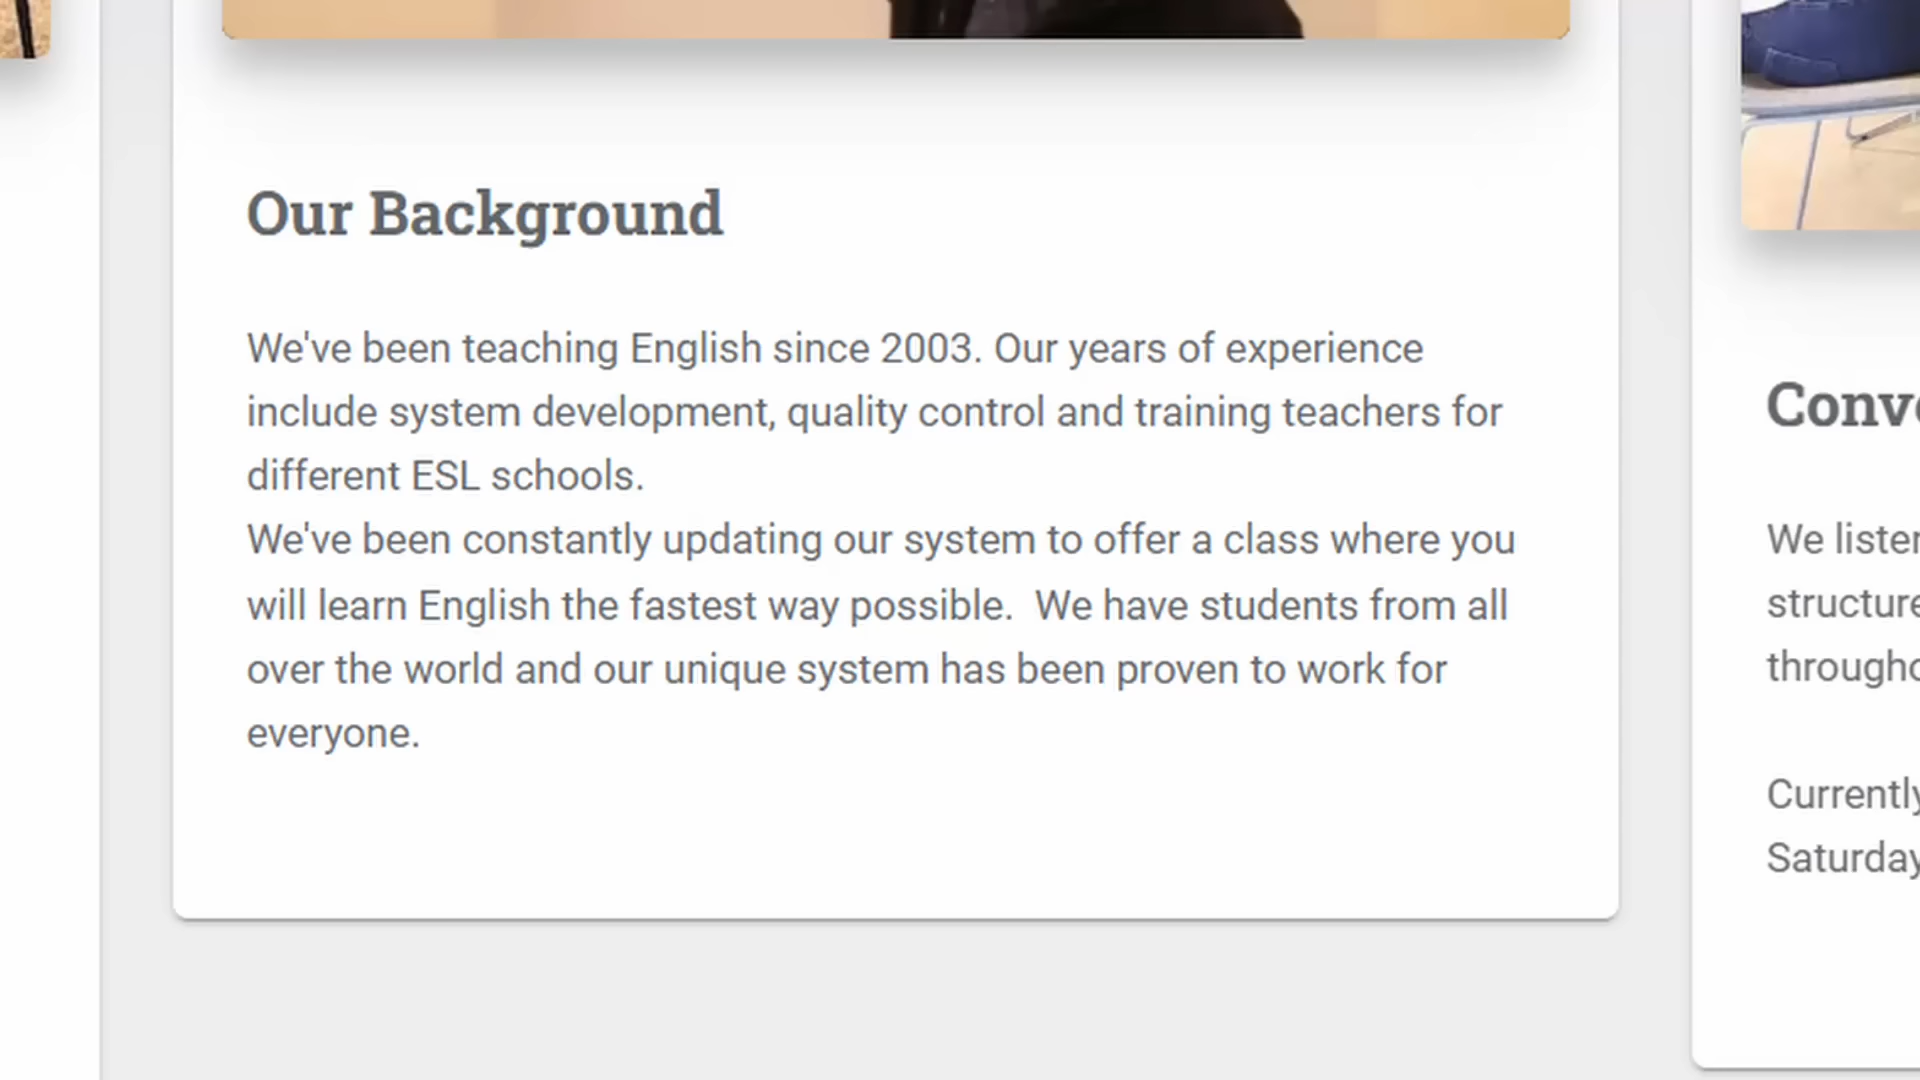 Our Background
We've been teaching English since 2003. Our years of experience
include system development, quality control and training teachers for
different ESL schools.
We've been constantly updating our system to offer a class where you
will learn English the fastest way possible.  We have students from all
over the world and our unique system has been proven to work for
everyone.
We
Currently
Saturday